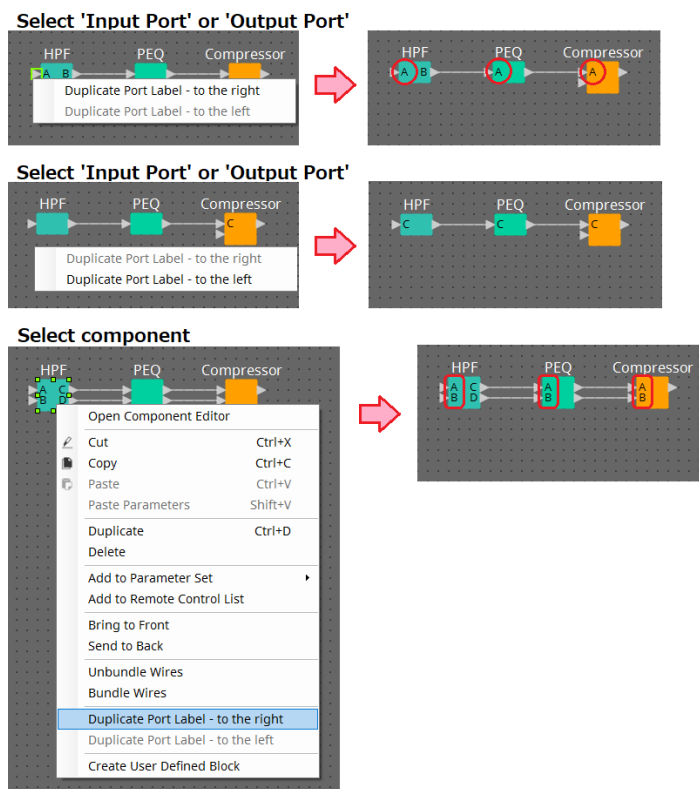 Select 'Input Port' or 'Output Port'
HPF PEQ Compressor
A B
Duplicate Port Label - to the right
Duplicate Port Label - to the left
HPF PEQ Compressor
A B A A
Select 'Input Port' or 'Output Port'
HPF PEQ Compressor
C
Duplicate Port Label - to the right
Duplicate Port Label - to the left
HPF PEQ Compressor
C C C
Select component
HPF PEQ Compressor
A C
B D
Open Component Editor
Cut Ctrl+X
Copy Ctrl+C
Paste Ctrl+V
Paste Parameters Shift+V
Duplicate Ctrl+D
Delete
Add to Parameter Set
Add to Remote Control List
Bring to Front
Send to Back
Unbundle Wires
Bundle Wires
Duplicate Port Label - to the right
Duplicate Port Label - to the left
Create User Defined Block
HPF PEQ Compressor
A C A A
B D B B